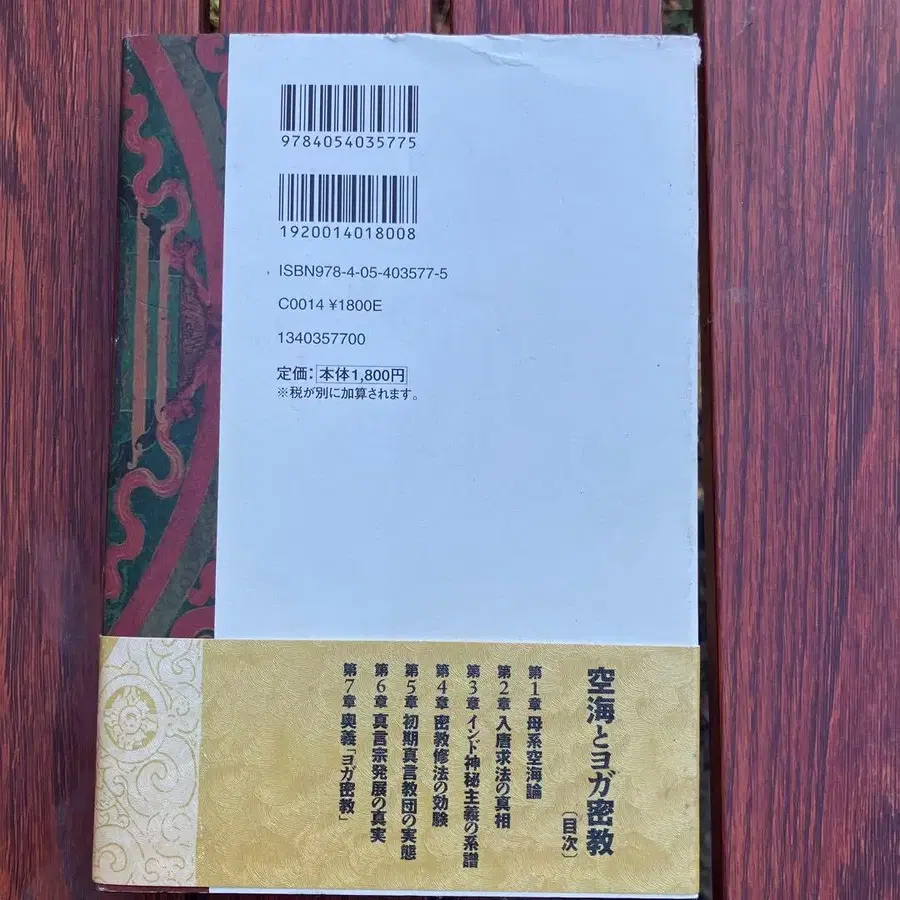 9784054035775
1920014018008
ISBN978-4-05-403577-5
C0014 ¥1800E
1340357700
定価：本体1,800円
※税が別に加算されます。
空海とヨガ密教〔目次〕
第1章 母系空海論
第2章 入唐求法の真相
第3章 インド神秘主義の系譜
第4章 密教修法の効験
第5章 初期真言教団の実態
第6章 真言宗発展の真実
第7章 奥義「ヨガ密教」